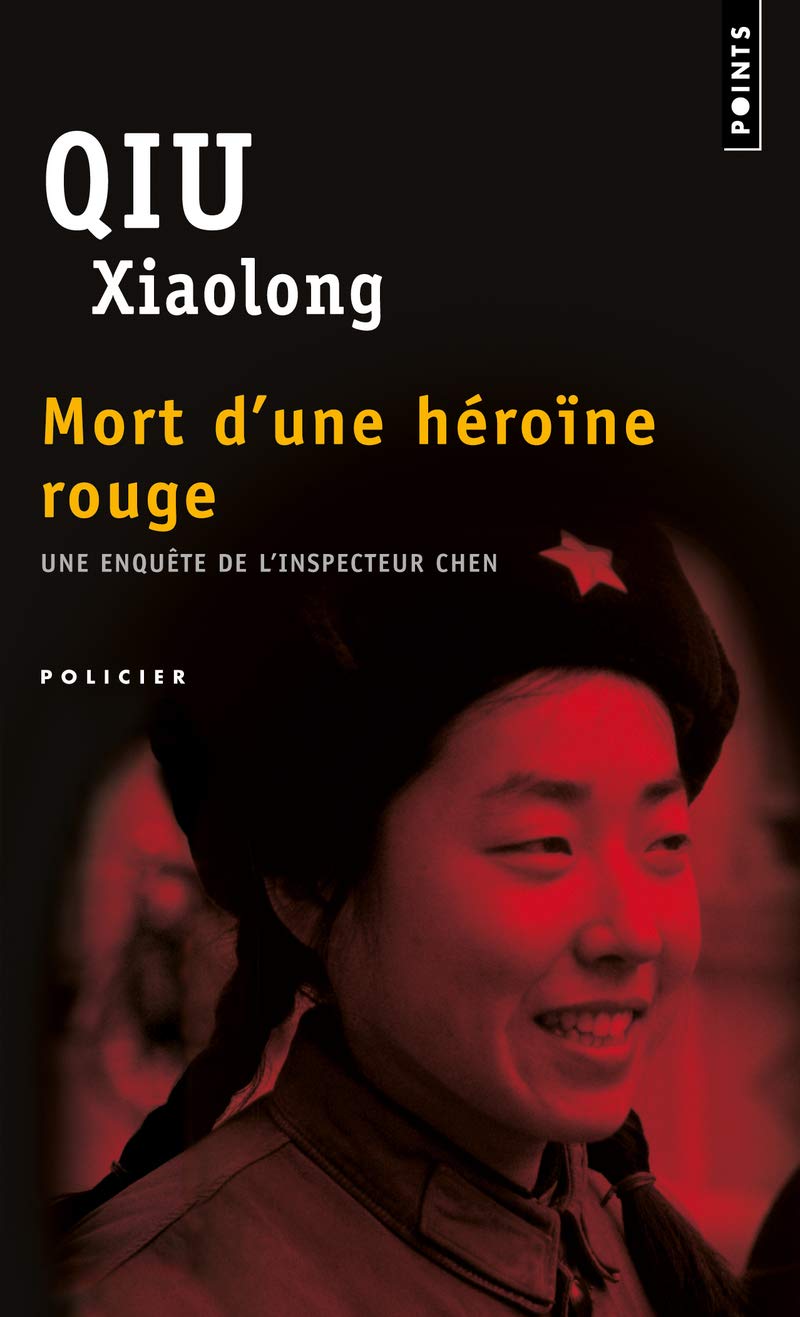 POINTS
QIU
Xiaolong
Mort d'une héroïne
rouge
UNE ENQUÊTE DE L'INSPECTEUR CHEN
POLICIER